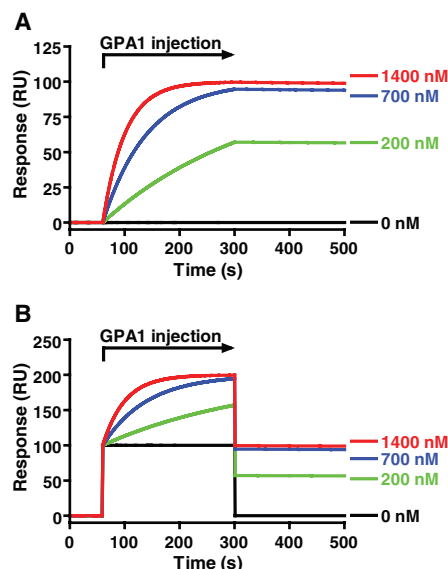 A
GPA1 injection
125
100
75
50
25
0
Response (RU)
0 100 200 300 400 500
Time (s)
1400 nM
700 nM
200 nM
0 nM
B
GPA1 injection
250
200
150
100
50
0
Response (RU)
0 100 200 300 400 500
Time (s)
1400 nM
700 nM
200 nM
0 nM